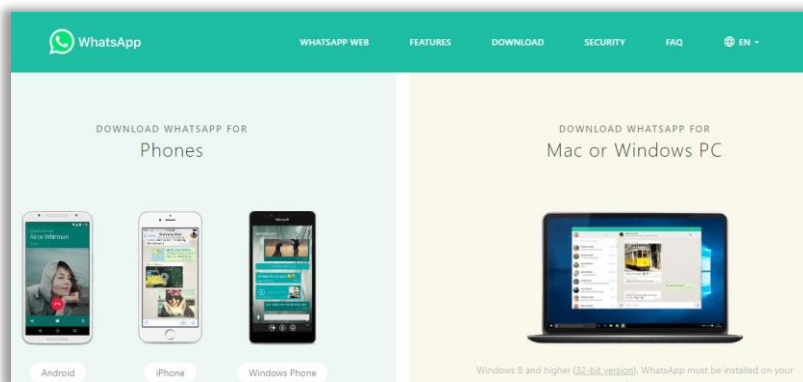 WhatsApp
WHATSAPP WEB FEATURES DOWNLOAD SECURITY FAQ EN
DOWNLOAD WHATSAPP FOR
Phones
Android
iPhone
Windows Phone
DOWNLOAD WHATSAPP FOR
Mac or Windows PC
Windows 8 and higher (32-bit version). WhatsApp must be installed on your